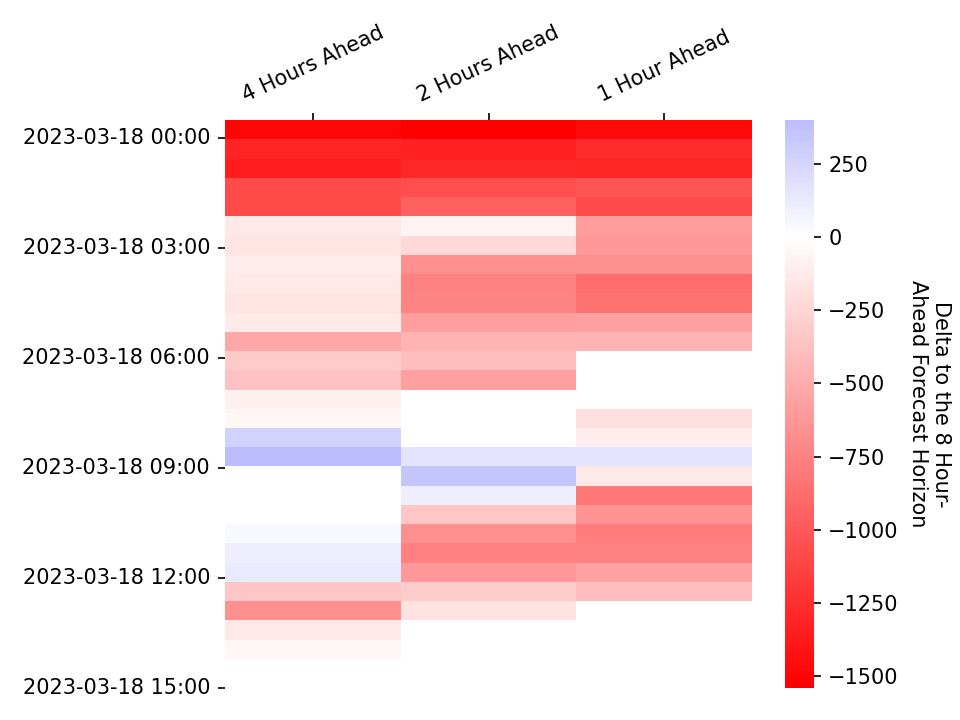 4 Hours Ahead
2 Hours Ahead
1 Hour Ahead
2023-03-18 00:00
2023-03-18 03:00
2023-03-18 06:00
2023-03-18 09:00
2023-03-18 12:00
2023-03-18 15:00
250
0
−250
−500
−750
−1000
−1250
−1500
Delta to the 8 Hour-
Ahead Forecast Horizon